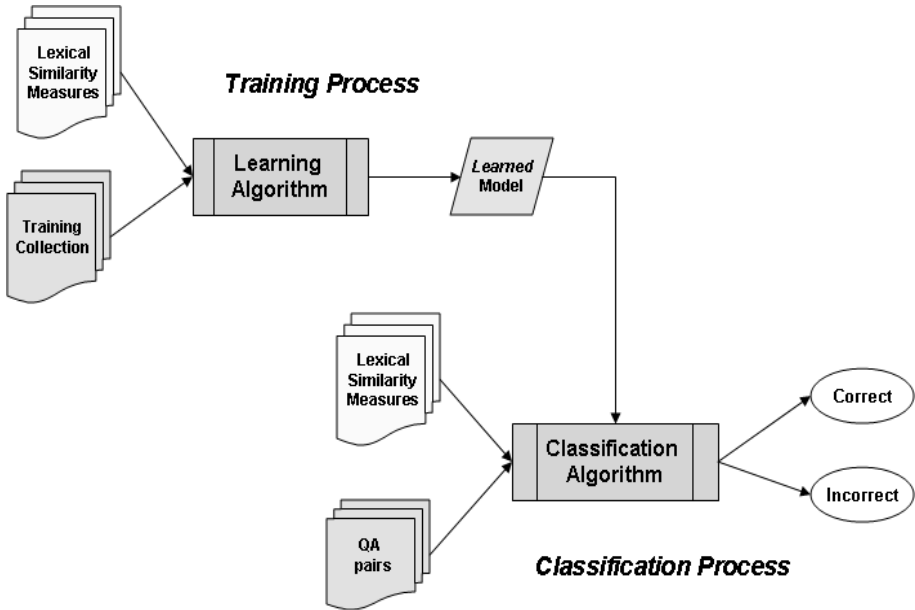 Lexical
Similarity
Measures
Training Process
Learning
Algorithm
Learned
Model
Training
Collection
Lexical
Similarity
Measures
Classification
Algorithm
Correct
Incorrect
QA
pairs
Classification Process